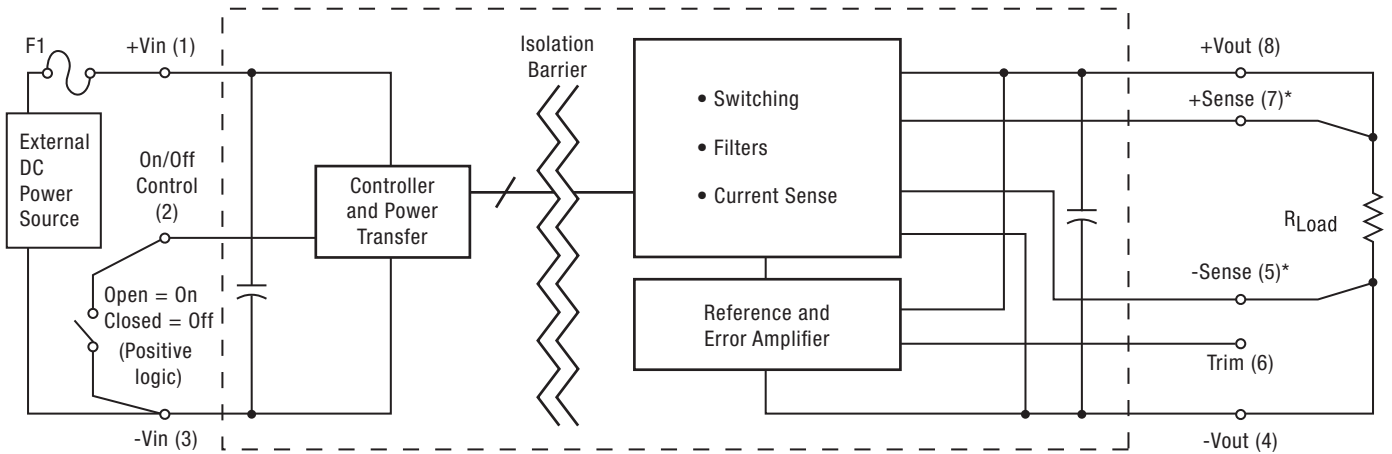 F1
+Vin (1)
External
DC
Power
Source
On/Off
Control
(2)
Open = On
Closed = Off
(Positive
logic)
-Vin (3)
Controller
and Power
Transfer
Isolation
Barrier
• Switching
• Filters
• Current Sense
Reference and
Error Amplifier
+Vout (8)
+Sense (7)*
RLoad
-Sense (5)*
Trim (6)
-Vout (4)